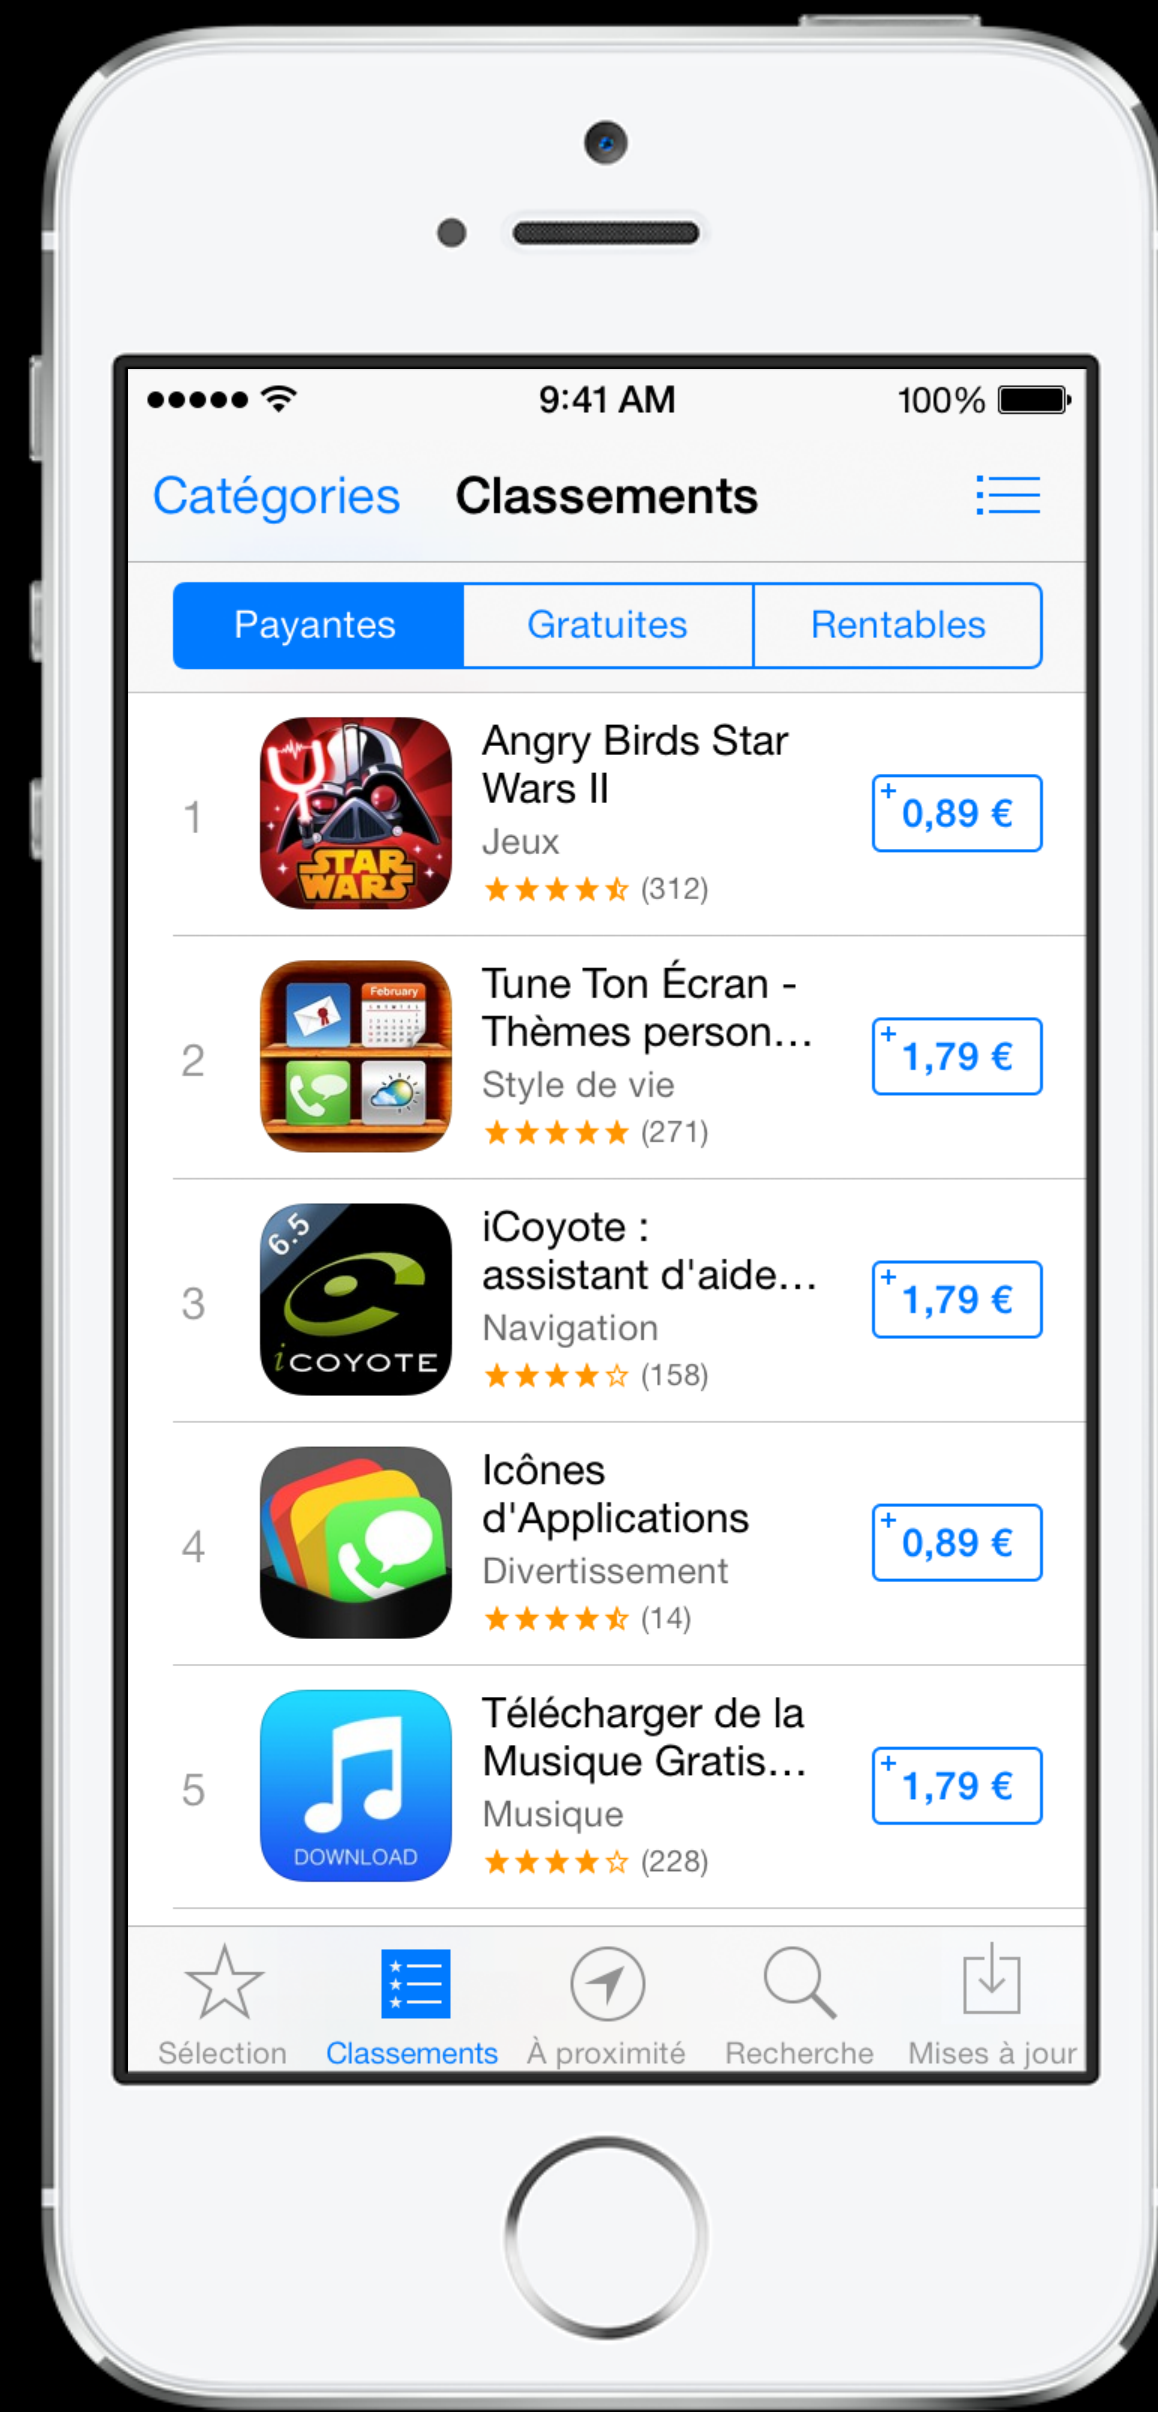 9:41 AM
100%
Catégories
Classements
Payantes
Gratuites
Rentables
1
STAR
WARS
Angry Birds Star
Wars II
Jeux
(312)
+
0,89 €
2
February
Tune Ton Écran -
Thèmes person...
Style de vie
(271)
+
1,79 €
3
6.5
iCOYOTE
iCoyote :
assistant d'aide...
Navigation
(158)
+
1,79 €
4
Icônes
d'Applications
Divertissement
(14)
+
0,89 €
5
DOWNLOAD
Télécharger de la
Musique Gratis...
Musique
(228)
+
1,79 €
Sélection
Classements
À proximité
Recherche
Mises à jour